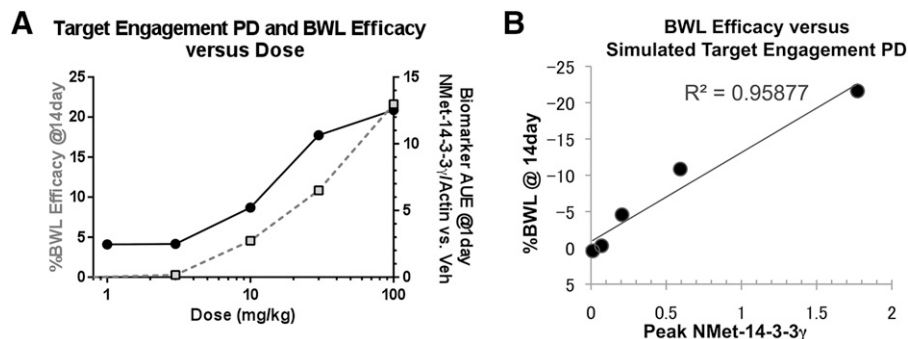 A
Target Engagement PD and BWL Efficacy
versus Dose
%BWL Efficacy @14day
25
20
15
10
5
0
1
10
100
Dose (mg/kg)
15
10
5
0
Biomarker AUE @1day
NMet-14-3-3γ/Actin vs. Veh
B
BWL Efficacy versus
Simulated Target Engagement PD
%BWL @ 14day
-25
-20
-15
-10
-5
0
5
R² = 0.95877
0
0.5
1
1.5
2
Peak NMet-14-3-3γ